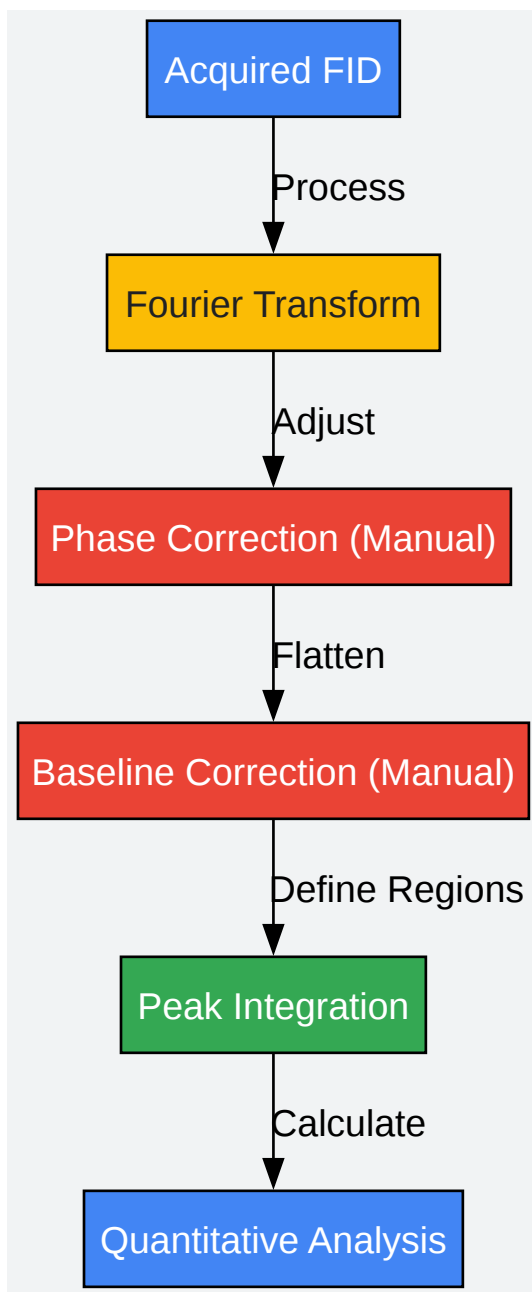 Acquired FID
Process
Fourier Transform
Adjust
Phase Correction (Manual)
Flatten
Baseline Correction (Manual)
Define Regions
Peak Integration
Calculate
Quantitative Analysis